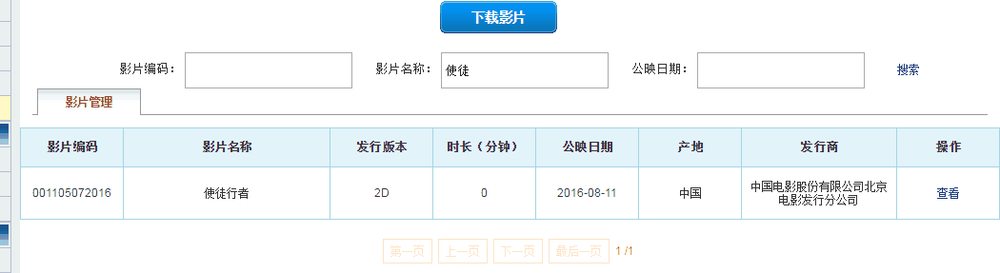 下载影片
影片编码： 影片名称： 使徒 公映日期： 搜索
影片管理
影片编码 影片名称 发行版本 时长（分钟） 公映日期 产地 发行商 操作
001105072016 使徒行者 2D 0 2016-08-11 中国 中国电影股份有限公司北京 查看
电影发行分公司
第一页 上一页 下一页 最后一页 1 /1